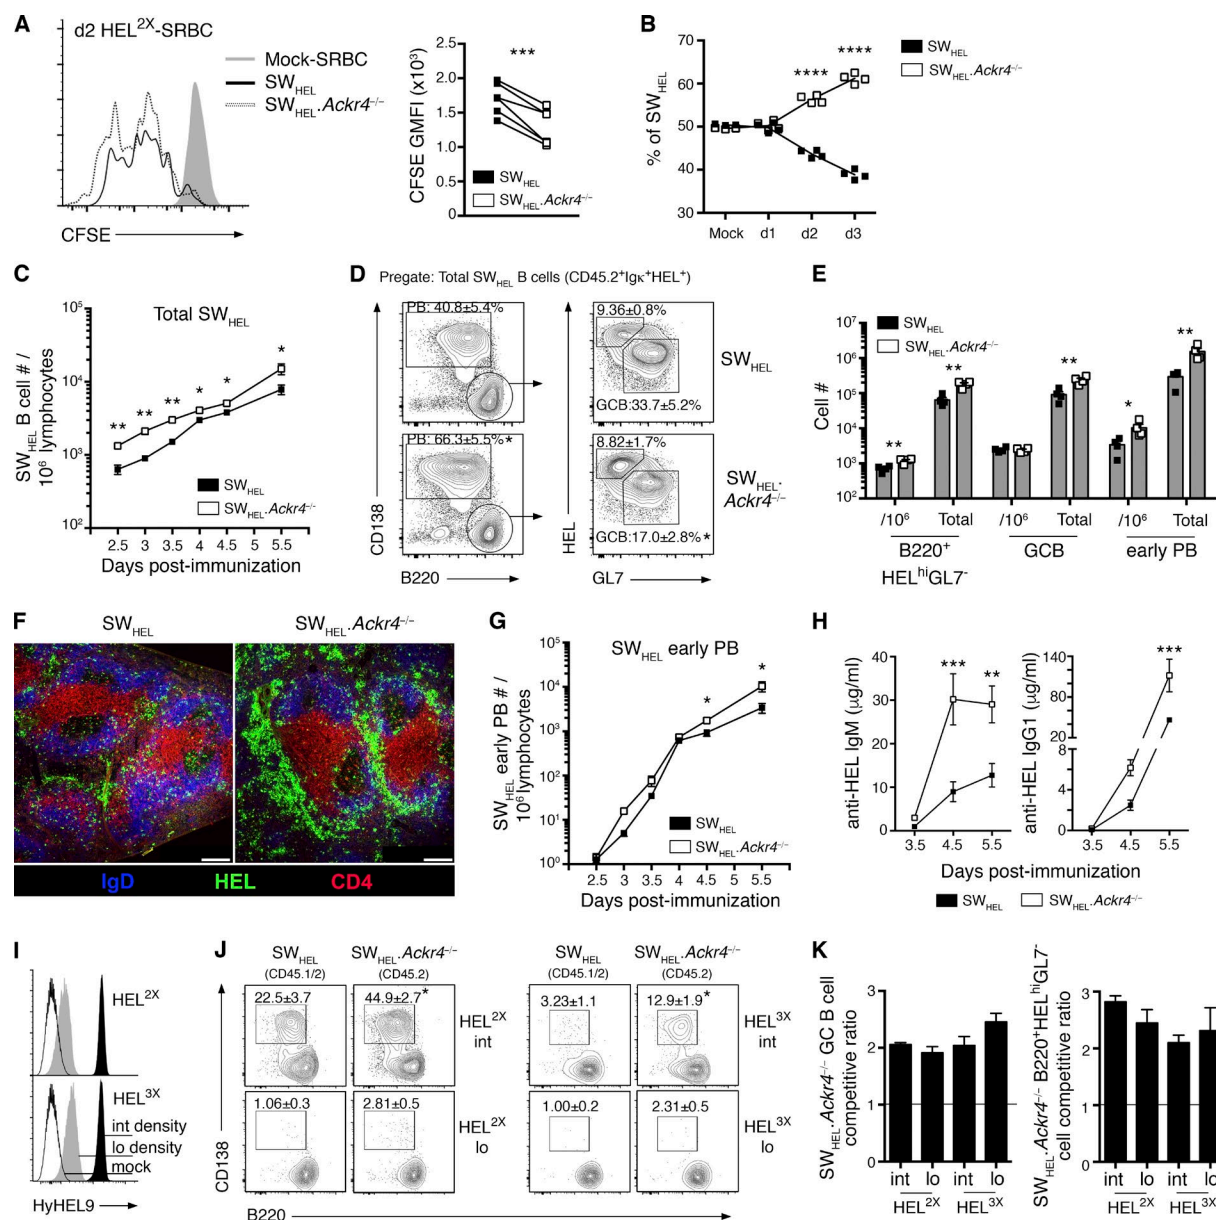 A
d2 HEL2X-SRBC
Mock-SRBC
SWHEL
SWHEL.Ackr4–/–
CFSE
CFSE GMFI (x10³)
2.5
2.0
1.5
1.0
0.5
0
***
SWHEL
SWHEL.Ackr4–/–
B
% of SWHEL
70
60
50
40
30
****
****
Mock d1 d2 d3
SWHEL
SWHEL.Ackr4–/–
C
Total SWHEL
SWHEL B cell # /
10⁶ lymphocytes
10⁵
10⁴
10³
10²
** ** ** * * *
SWHEL
SWHEL.Ackr4–/–
2.5 3 3.5 4 4.5 5.5
Days post-immunization
D
Pregate: Total SWHEL B cells (CD45.2⁺Igκ⁺HEL⁺)
PB: 40.8±5.4%
9.36±0.8%
GCB:33.7±5.2%
SWHEL
PB: 66.3±5.5%*
8.82±1.7%
GCB:17.0±2.8%*
SWHEL.
Ackr4–/–
CD138
B220
HEL
GL7
E
Cell #
10⁷
10⁶
10⁵
10⁴
10³
10²
SWHEL
SWHEL.Ackr4–/–
** ** ** * **
/10⁶ Total /10⁶ Total /10⁶ Total
B220⁺
HELhiGL7⁻
GCB
early PB
F
SWHEL
SWHEL.Ackr4–/–
IgD HEL CD4
G
SWHEL early PB
SWHEL early PB # /
10⁶ lymphocytes
10⁵
10⁴
10³
10²
10¹
10⁰
* *
SWHEL
SWHEL.Ackr4–/–
2.5 3 3.5 4 4.5 5 5.5
Days post-immunization
H
anti-HEL IgM (µg/ml)
40
30
20
10
0
*** **
3.5 4.5 5.5
anti-HEL IgG1 (µg/ml)
140
120
100
80
60
40
20
8
4
0
***
3.5 4.5 5.5
Days post-immunization
SWHEL SWHEL.Ackr4–/–
I
HEL2X
HEL3X
int density
lo density
mock
HyHEL9
J
SWHEL
(CD45.1/2)
SWHEL.Ackr4–/–
(CD45.2)
SWHEL
(CD45.1/2)
SWHEL.Ackr4–/–
(CD45.2)
22.5±3.7
44.9±2.7*
HEL2X
int
3.23±1.1
12.9±1.9*
HEL3X
int
1.06±0.3
2.81±0.5
HEL2X
lo
1.00±0.2
2.31±0.5
HEL3X
lo
CD138
B220
K
SWHEL.Ackr4–/– GC B cell
competitive ratio
3
2
1
0
int lo int lo
HEL2X HEL3X
SWHEL.Ackr4–/– B220⁺HELhiGL7⁻
cell competitive ratio
3
2
1
0
int lo int lo
HEL2X HEL3X